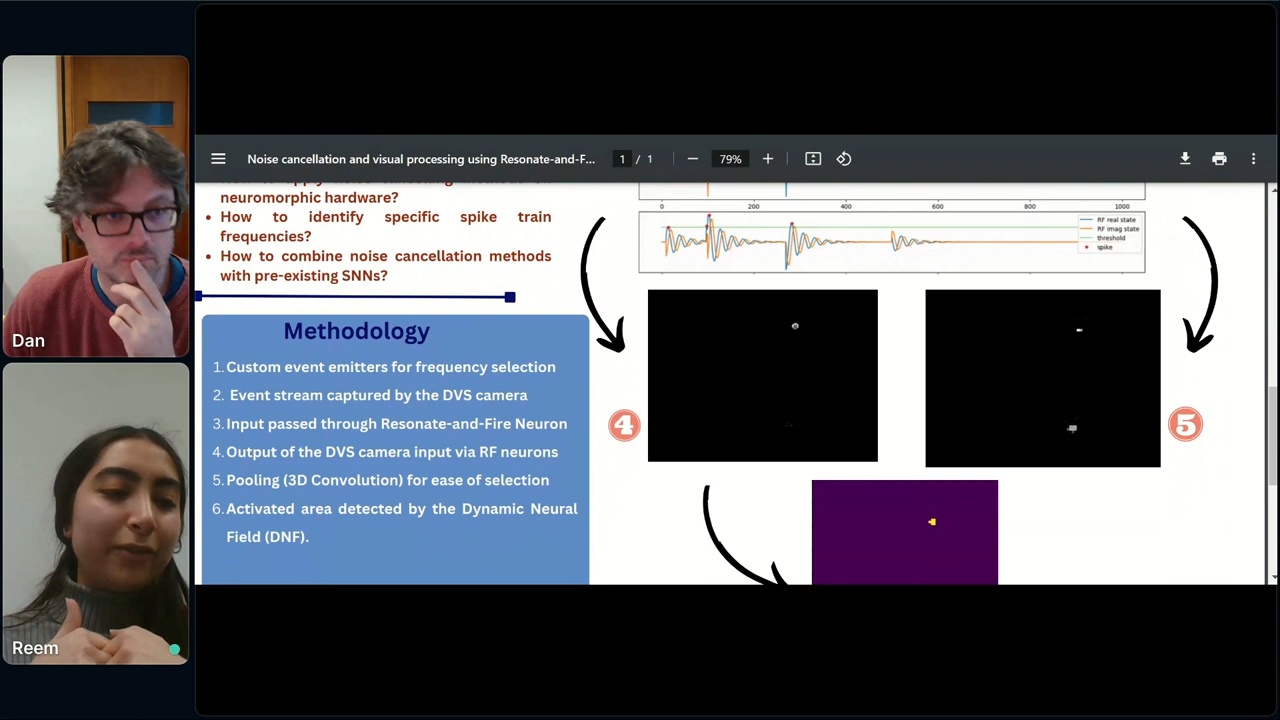 Noise cancellation and visual processing using Resonate-and-F...
1 / 1
79%
neuromorphic hardware?
• How to identify specific spike train
frequencies?
• How to combine noise cancellation methods
with pre-existing SNNs?
Methodology
1. Custom event emitters for frequency selection
2. Event stream captured by the DVS camera
3. Input passed through Resonate-and-Fire Neuron
4. Output of the DVS camera input via RF neurons
5. Pooling (3D Convolution) for ease of selection
6. Activated area detected by the Dynamic Neural
Field (DNF).
0 200 400 600 800 1000
RF real state
RF imag state
threshold
spike
4
5
Dan
Reem